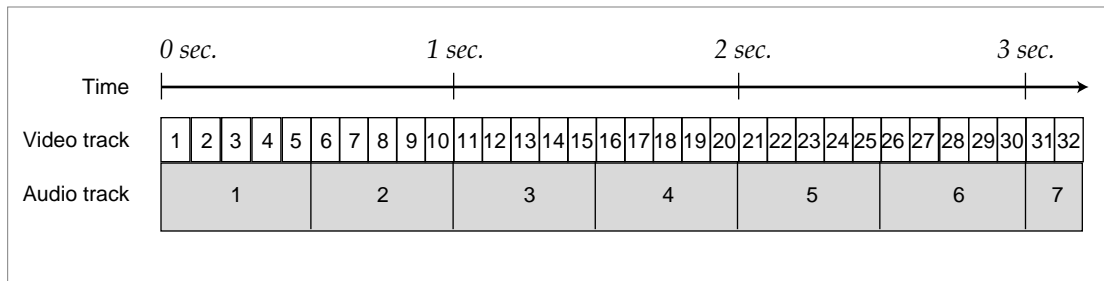 0 sec. 1 sec. 2 sec. 3 sec.
Time
Video track 1 2 3 4 5 6 7 8 9 10 11 12 13 14 15 16 17 18 19 20 21 22 23 24 25 26 27 28 29 30 31 32
Audio track 1 2 3 4 5 6 7